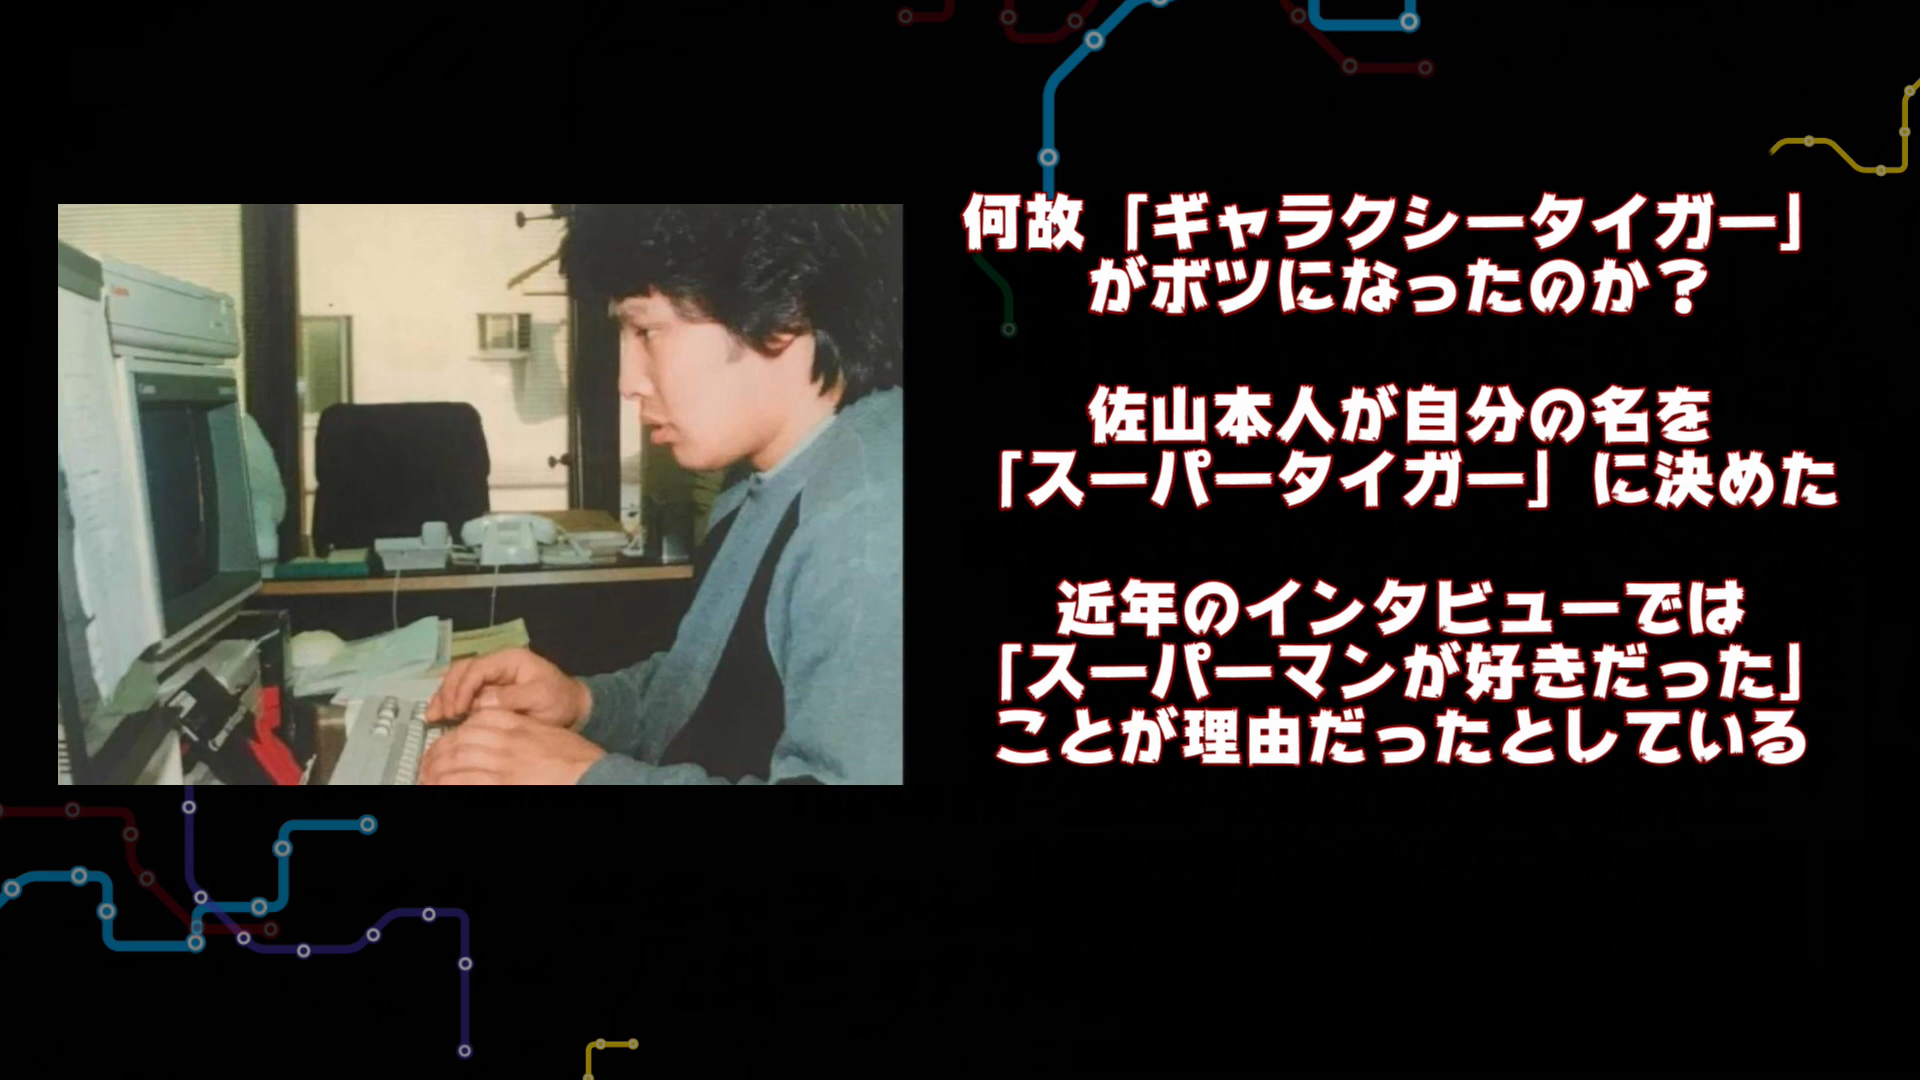 何故「ギャラクシータイガー」
がボツになったのか？
佐山本人が自分の名を
「スーパータイガー」に決めた
近年のインタビューでは
「スーパーマンが好きだった」
ことが理由だったとしている